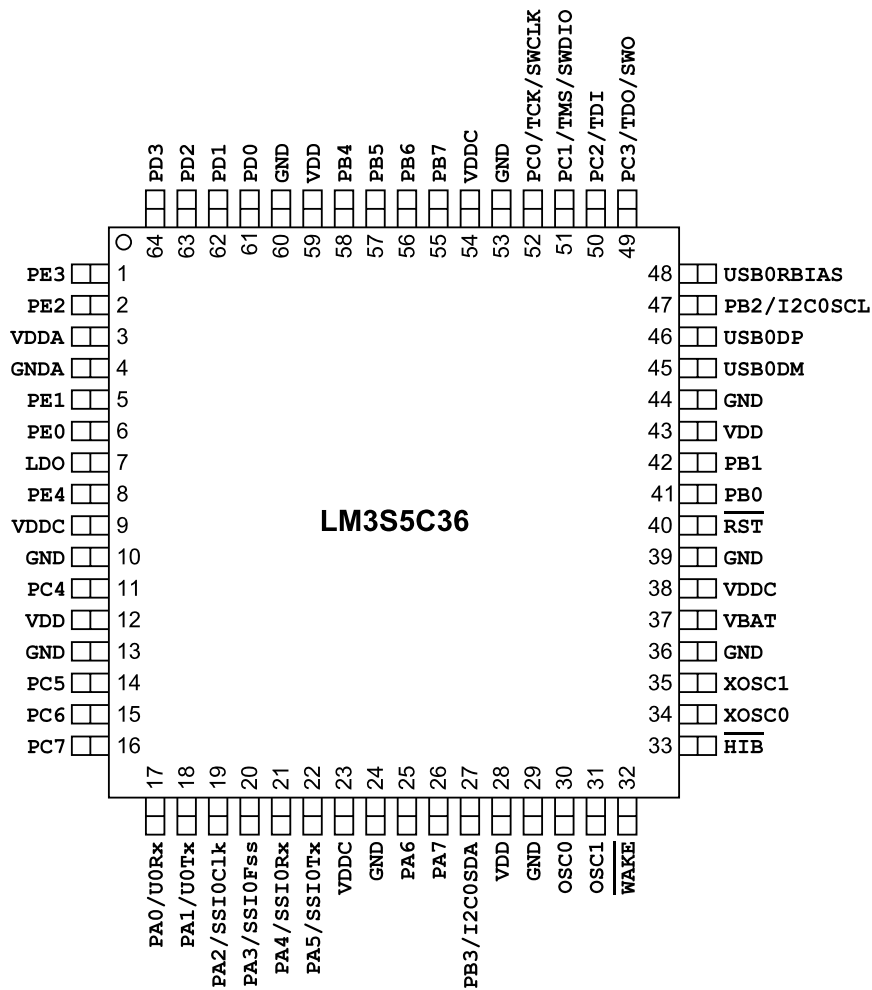 PD3
PD2
PD1
PD0
GND
VDD
PB4
PB5
PB6
PB7
VDDC
GND
PC0/TCK/SWCLK
PC1/TMS/SWDIO
PC2/TDI
PC3/TDO/SWO
64
63
62
61
60
59
58
57
56
55
54
53
52
51
50
49
PE3 1
PE2 2
VDDA 3
GNDA 4
PE1 5
PE0 6
LDO 7
PE4 8
VDDC 9
GND 10
PC4 11
VDD 12
GND 13
PC5 14
PC6 15
PC7 16
LM3S5C36
48 USB0RBIAS
47 PB2/I2C0SCL
46 USB0DP
45 USB0DM
44 GND
43 VDD
42 PB1
41 PB0
40 RST
39 GND
38 VDDC
37 VBAT
36 GND
35 XOSC1
34 XOSC0
33 HIB
17
18
19
20
21
22
23
24
25
26
27
28
29
30
31
32
PA0/U0Rx
PA1/U0Tx
PA2/SSI0Clk
PA3/SSI0Fss
PA4/SSI0Rx
PA5/SSI0Tx
VDDC
GND
PA6
PA7
PB3/I2C0SDA
VDD
GND
OSC0
OSC1
WAKE